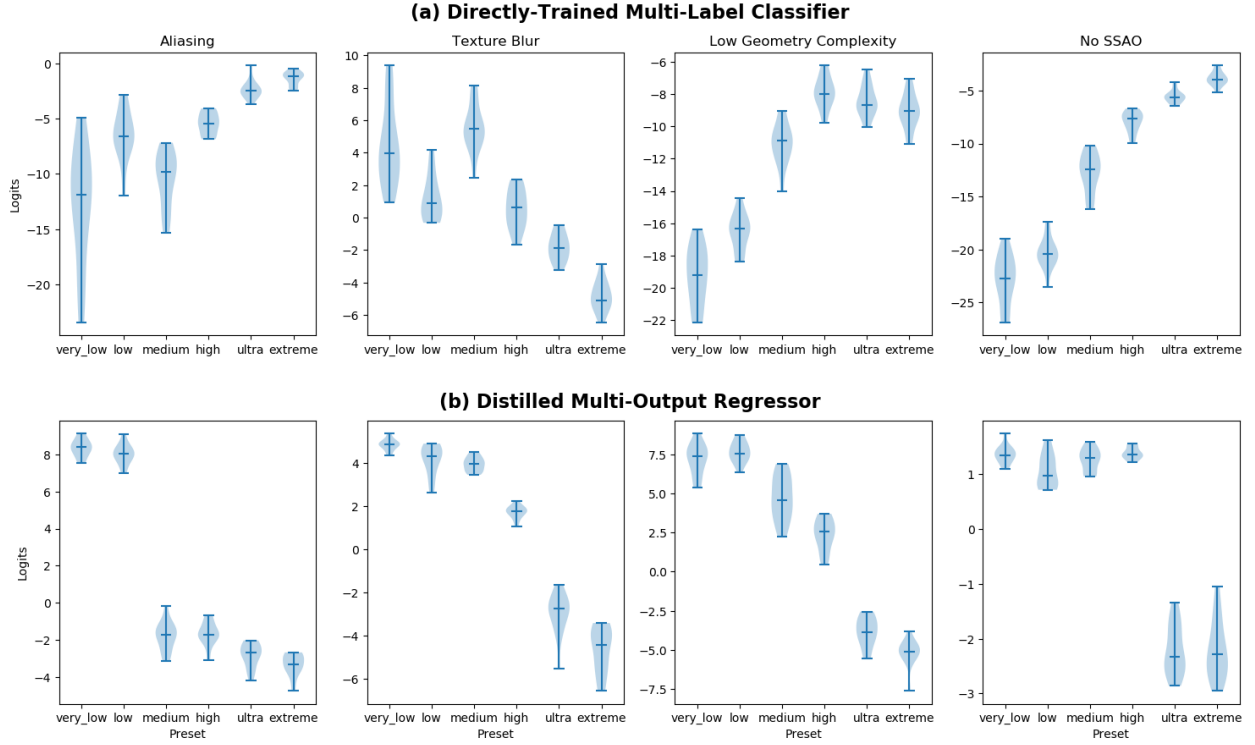 (a) Directly-Trained Multi-Label Classifier
Aliasing
Texture Blur
Low Geometry Complexity
No SSAO
Logits
0
−5
−10
−15
−20
very_low low medium high ultra extreme
10
8
6
4
2
0
−2
−4
−6
very_low low medium high ultra extreme
−6
−8
−10
−12
−14
−16
−18
−20
−22
very_low low medium high ultra extreme
−5
−10
−15
−20
−25
very_low low medium high ultra extreme
(b) Distilled Multi-Output Regressor
Logits
8
6
4
2
0
−2
−4
very_low low medium high ultra extreme
Preset
4
2
0
−2
−4
−6
very_low low medium high ultra extreme
Preset
7.5
5.0
2.5
0.0
−2.5
−5.0
−7.5
very_low low medium high ultra extreme
Preset
1
0
−1
−2
−3
very_low low medium high ultra extreme
Preset